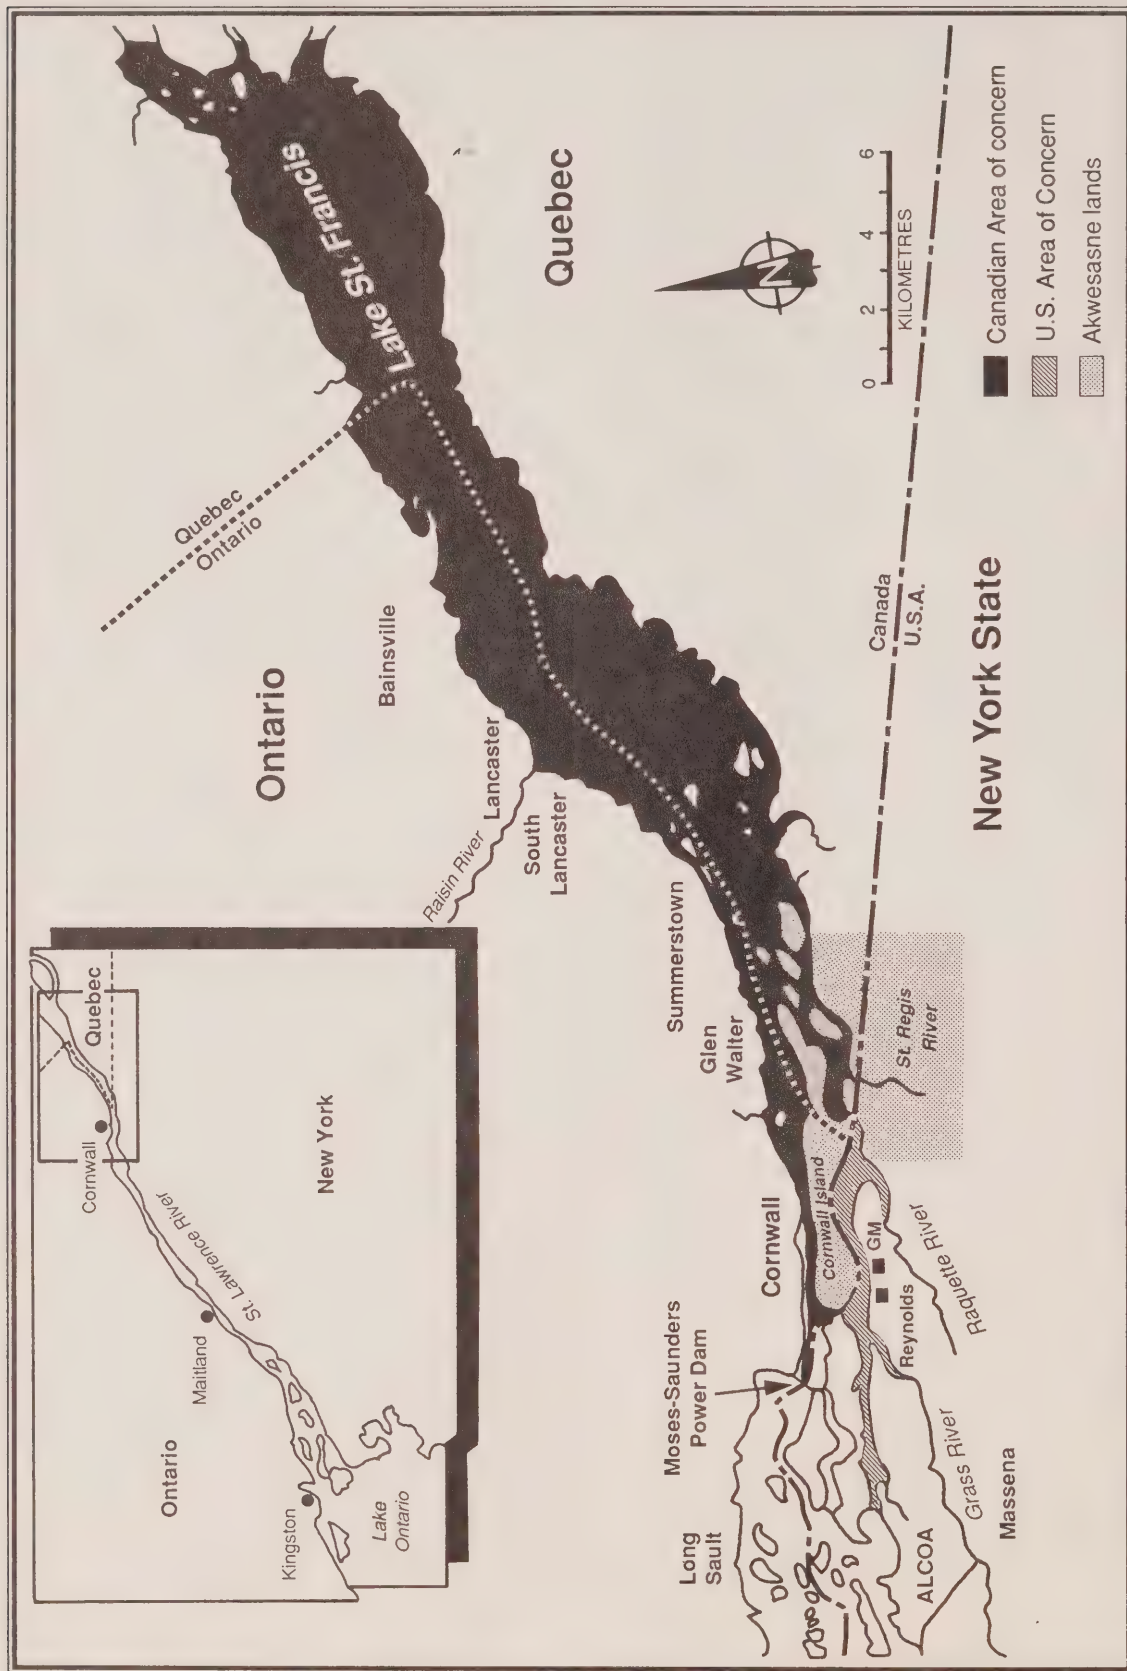 Ontario
Kingston
Lake
Ontario
Maitland
St. Lawrence River
Cornwall
Quebec
New York
Ontario
Quebec
Ontario
Bainsville
Lake St. Francis
Quebec
Raisin River
Lancaster
South
Lancaster
Summerstown
Glen
Walter
Cornwall
Cornwall Island
Moses-Saunders
Power Dam
Long
Sault
GM
Reynolds
Raquette River
Grass River
ALCOA
Massena
St. Regis
River
Canada
U.S.A.
New York State
N
0 2 4 6
KILOMETRES
Canadian Area of concern
U.S. Area of Concern
Akwesasne lands